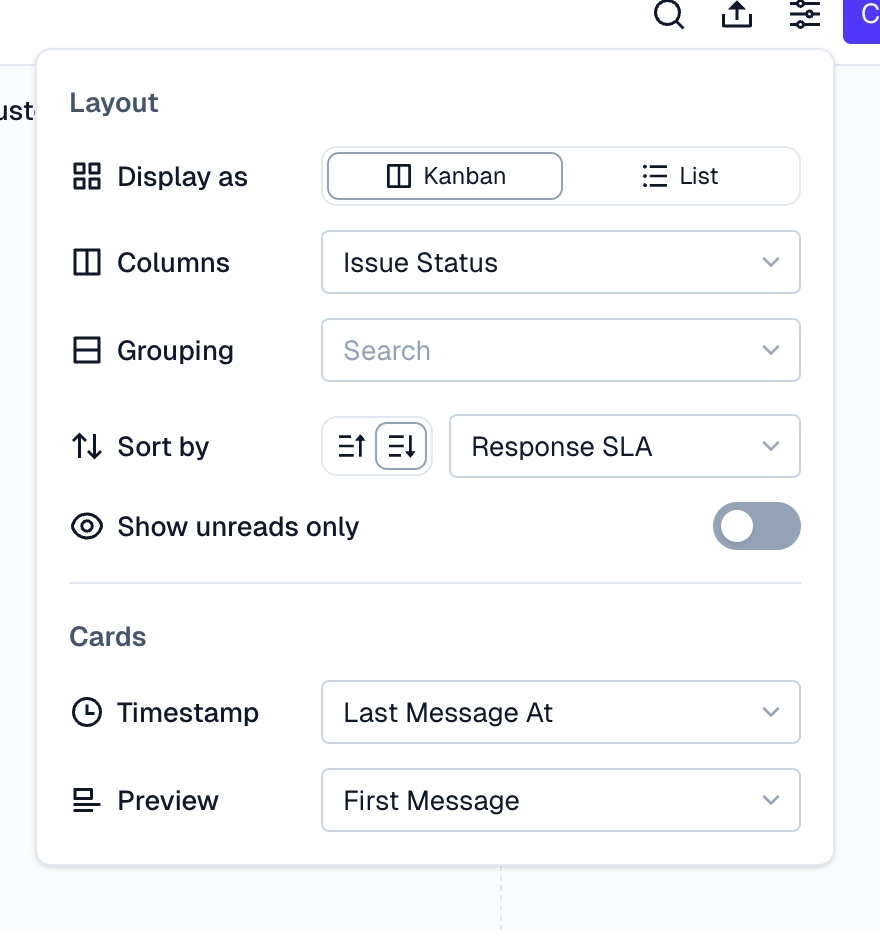 Layout
Display as
Kanban
List
Columns
Issue Status
Grouping
Search
Sort by
Response SLA
Show unreads only
Cards
Timestamp
Last Message At
Preview
First Message